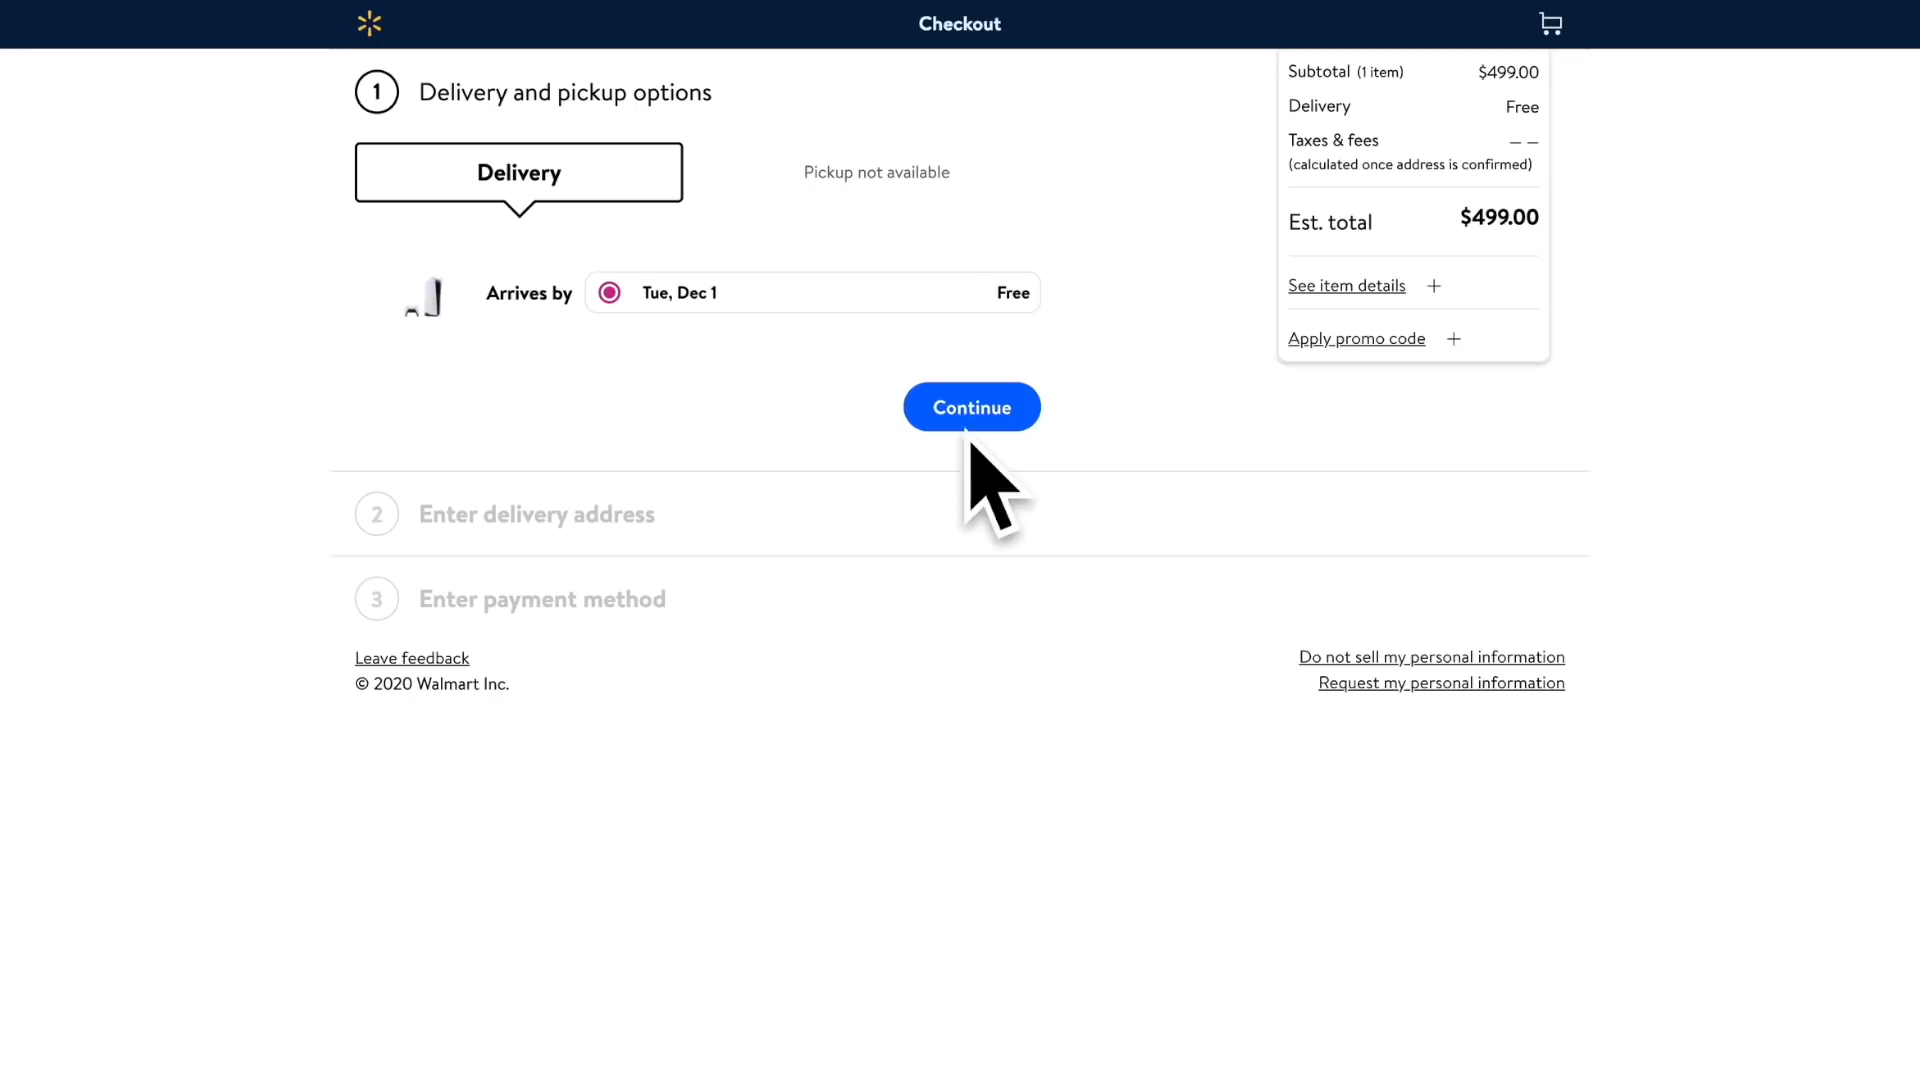 Checkout
1 Delivery and pickup options
Delivery
Pickup not available
Arrives by Tue, Dec 1 Free
Continue
2 Enter delivery address
3 Enter payment method
Leave feedback
© 2020 Walmart Inc.
Subtotal (1 item) $499.00
Delivery Free
Taxes & fees — —
(calculated once address is confirmed)
Est. total $499.00
See item details +
Apply promo code +
Do not sell my personal information
Request my personal information